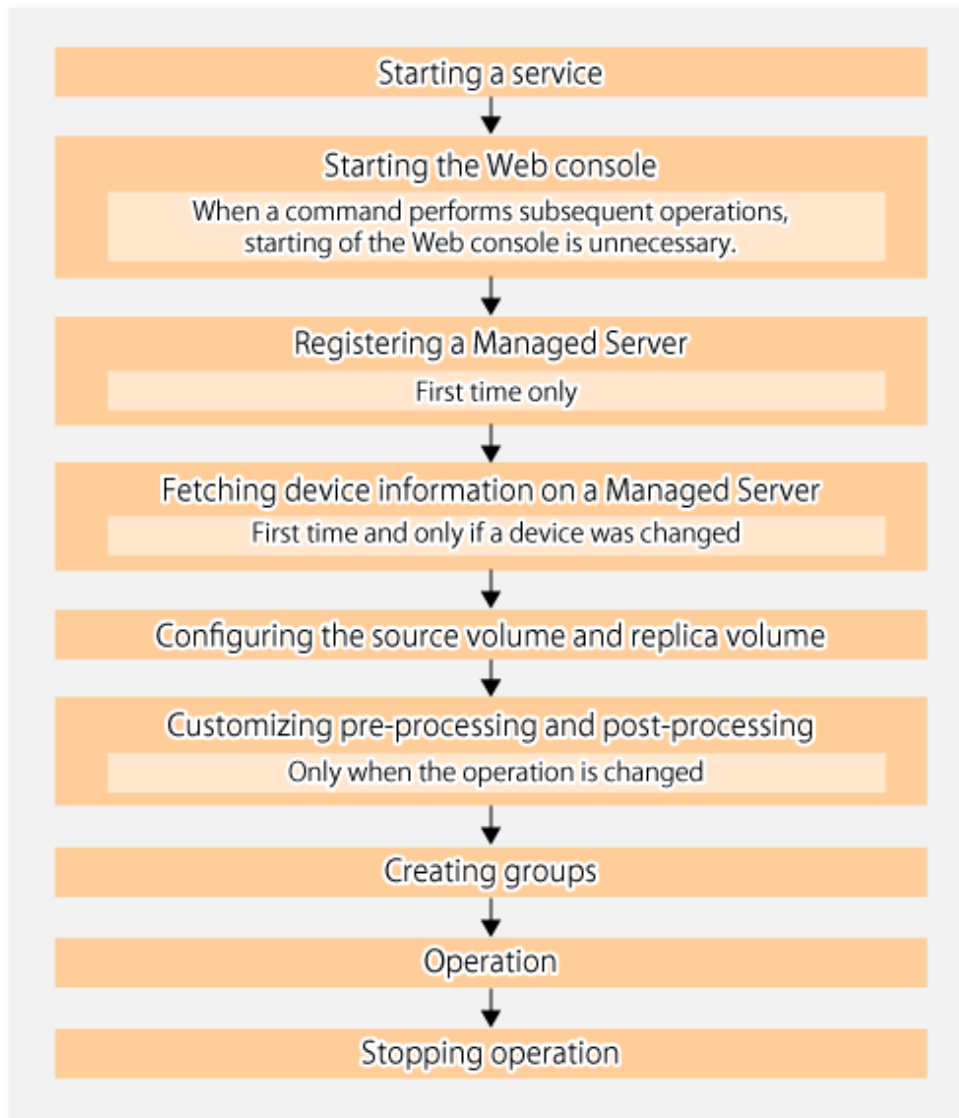 Starting a service
Starting the Web console
When a command performs subsequent operations,
starting of the Web console is unnecessary.
Registering a Managed Server
First time only
Fetching device information on a Managed Server
First time and only if a device was changed
Configuring the source volume and replica volume
Customizing pre-processing and post-processing
Only when the operation is changed
Creating groups
Operation
Stopping operation